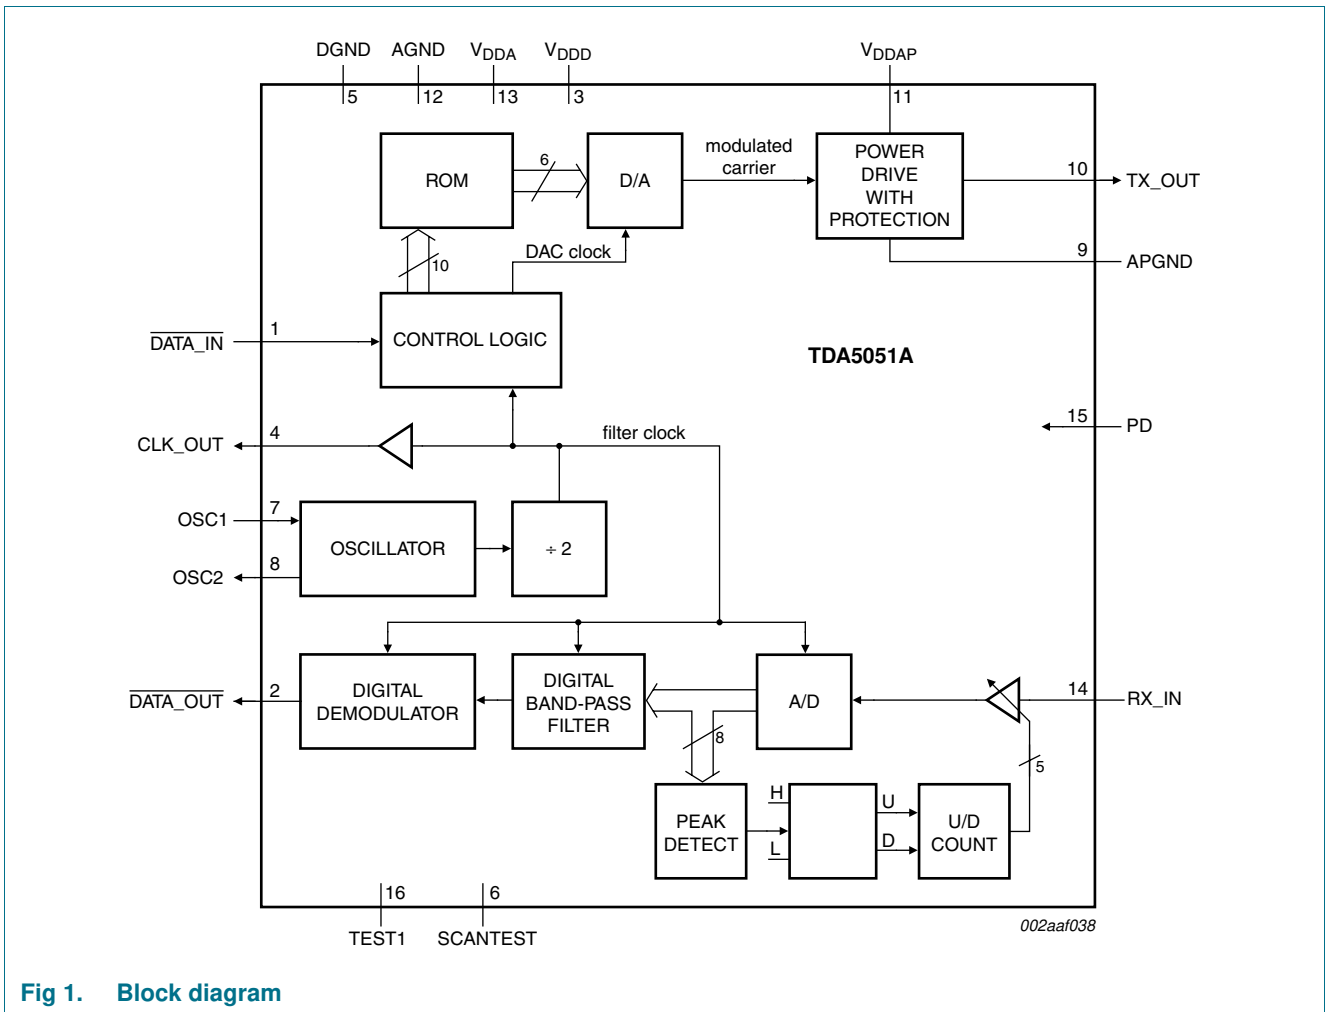 DGND AGND VDDA VDDD VDDAP
5 12 13 3 11
ROM
6
D/A
modulated
carrier
POWER
DRIVE
WITH
PROTECTION
10 TX_OUT
9 APGND
10
DAC clock
DATA_IN 1
CONTROL LOGIC
TDA5051A
15 PD
CLK_OUT 4
filter clock
OSC1 7
OSCILLATOR
÷ 2
OSC2 8
DATA_OUT 2
DIGITAL
DEMODULATOR
DIGITAL
BAND-PASS
FILTER
A/D
14 RX_IN
8
5
PEAK
DETECT
H
L
U
D
U/D
COUNT
16 6
TEST1 SCANTEST
002aaf038
Fig 1. Block diagram